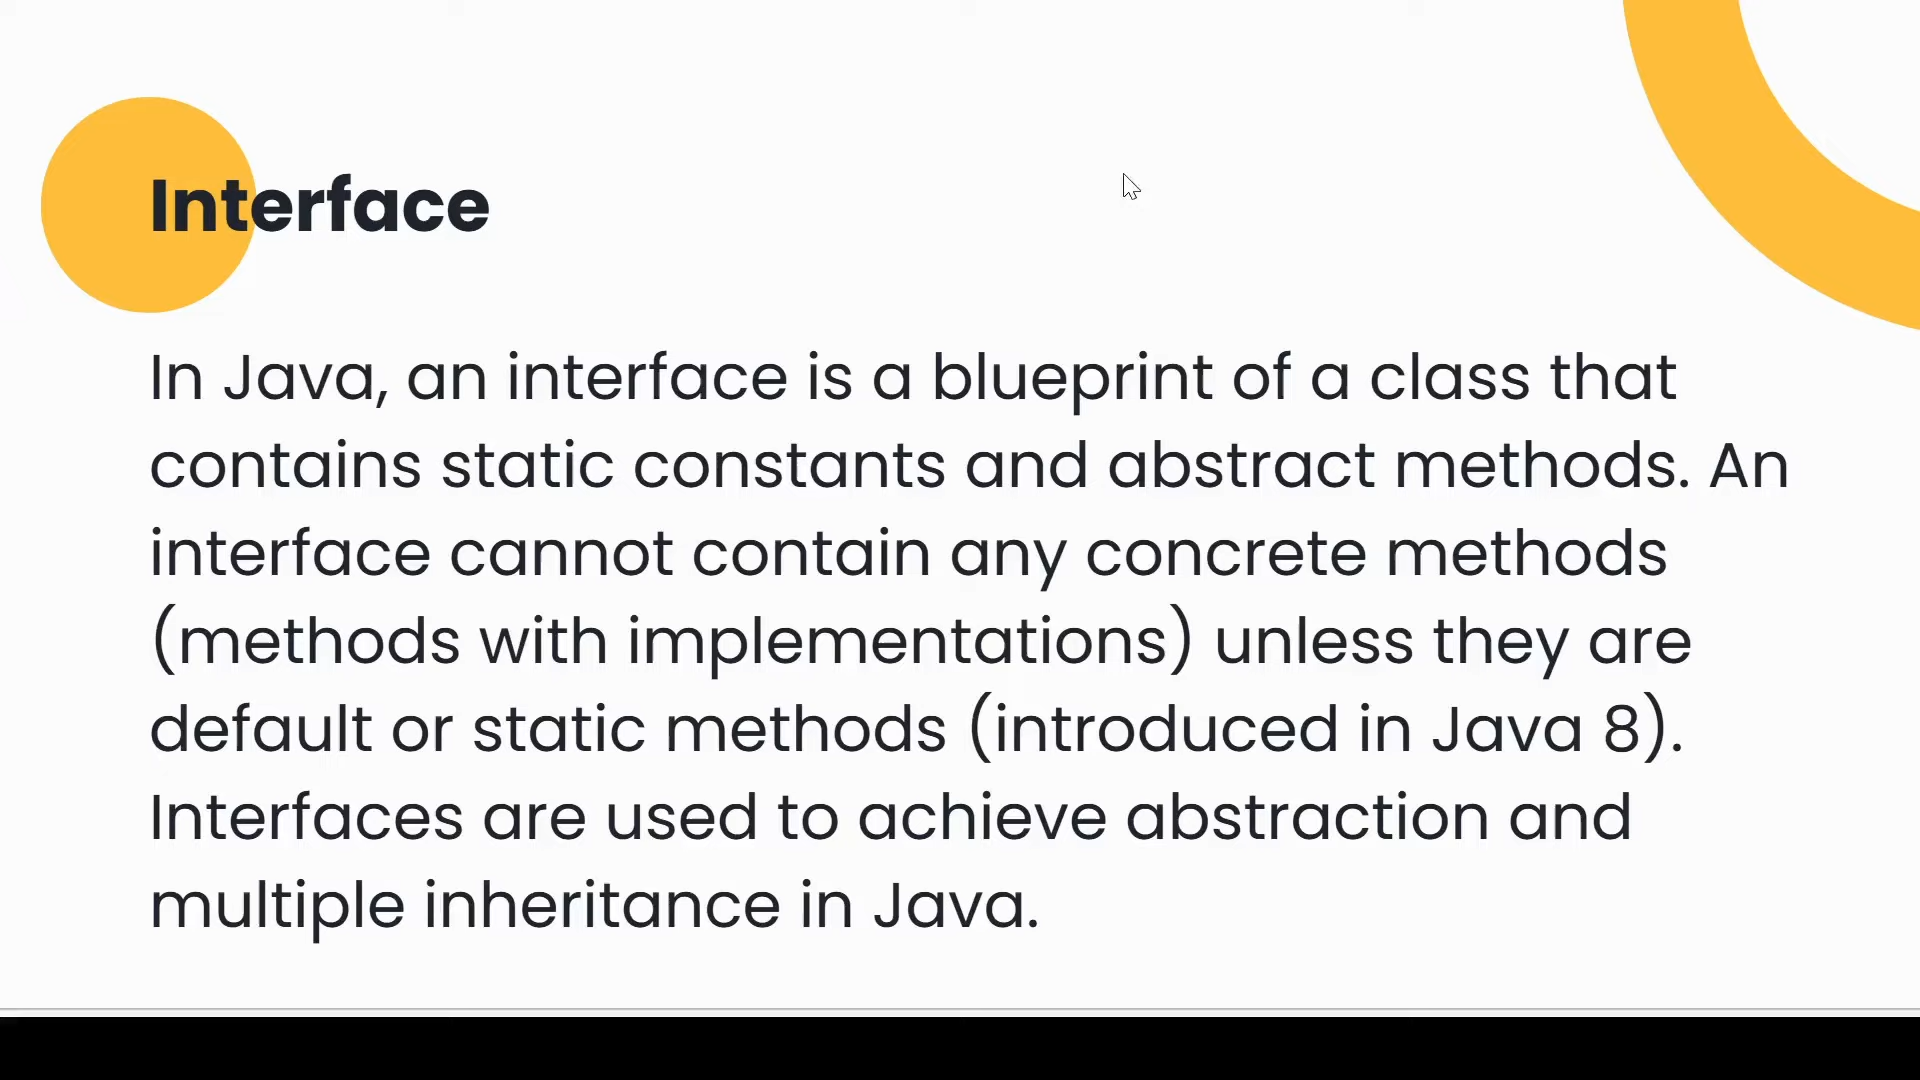 Interface
In Java, an interface is a blueprint of a class that
contains static constants and abstract methods. An
interface cannot contain any concrete methods
(methods with implementations) unless they are
default or static methods (introduced in Java 8).
Interfaces are used to achieve abstraction and
multiple inheritance in Java.